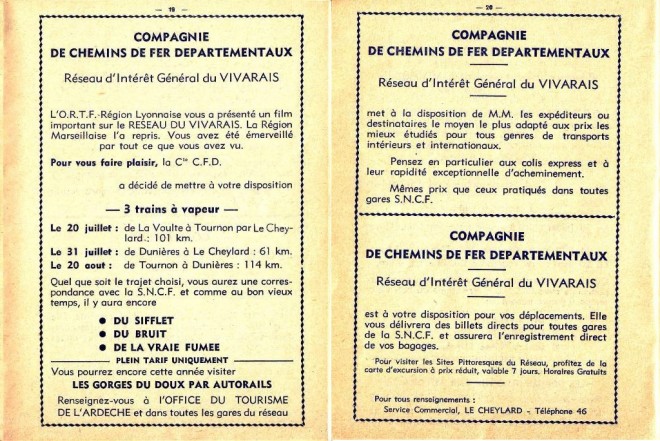 — 19 —
COMPAGNIE
DE CHEMINS DE FER DEPARTEMENTAUX
Réseau d'Intérêt Général du VIVARAIS
L'O.R.T.F.-Région Lyonnaise vous a présenté un film
important sur le RESEAU DU VIVARAIS. La Région
Marseillaise l'a repris. Vous avez été émerveillé
par tout ce que vous avez vu.
Pour vous faire plaisir, la Cie C.F.D.
a décidé de mettre à votre disposition
— 3 trains à vapeur —
Le 20 juillet : de La Voulte à Tournon par Le Chey-
lard : 101 km.
Le 31 juillet : de Dunières à Le Cheylard : 61 km.
Le 20 aout : de Tournon à Dunières : 114 km.
Quel que soit le trajet choisi, vous aurez une corres-
pondance avec la S.N.C.F. et comme au bon vieux
temps, il y aura encore
● DU SIFFLET
● DU BRUIT
● DE LA VRAIE FUMEE
PLEIN TARIF UNIQUEMENT
Vous pourrez encore cette année visiter
LES GORGES DU DOUX PAR AUTORAILS
Renseignez-vous à l'OFFICE DU TOURISME
DE L'ARDECHE et dans toutes les gares du réseau
— 20 —
COMPAGNIE
DE CHEMINS DE FER DEPARTEMENTAUX
Réseau d'Intérêt Général du VIVARAIS
met à la disposition de M.M. les expéditeurs ou
destinataires le moyen le plus adapté aux prix les
mieux étudiés pour tous genres de transports
intérieurs et internationaux.
Pensez en particulier aux colis express et à
leur rapidité exceptionnelle d'acheminement.
Mêmes prix que ceux pratiqués dans toutes
gares S.N.C.F.
COMPAGNIE
DE CHEMINS DE FER DEPARTEMENTAUX
Réseau d'Intérêt Général du VIVARAIS
est à votre disposition pour vos déplacements. Elle
vous délivrera des billets directs pour toutes gares
de la S.N.C.F. et assurera l'enregistrement direct
de vos bagages.
Pour visiter les Sites Pittoresques du Réseau, profitez de la
carte d'excursion à prix réduit, valable 7 jours. Horaires Gratuits
Pour tous renseignements :
Service Commercial, LE CHEYLARD - Téléphone 46